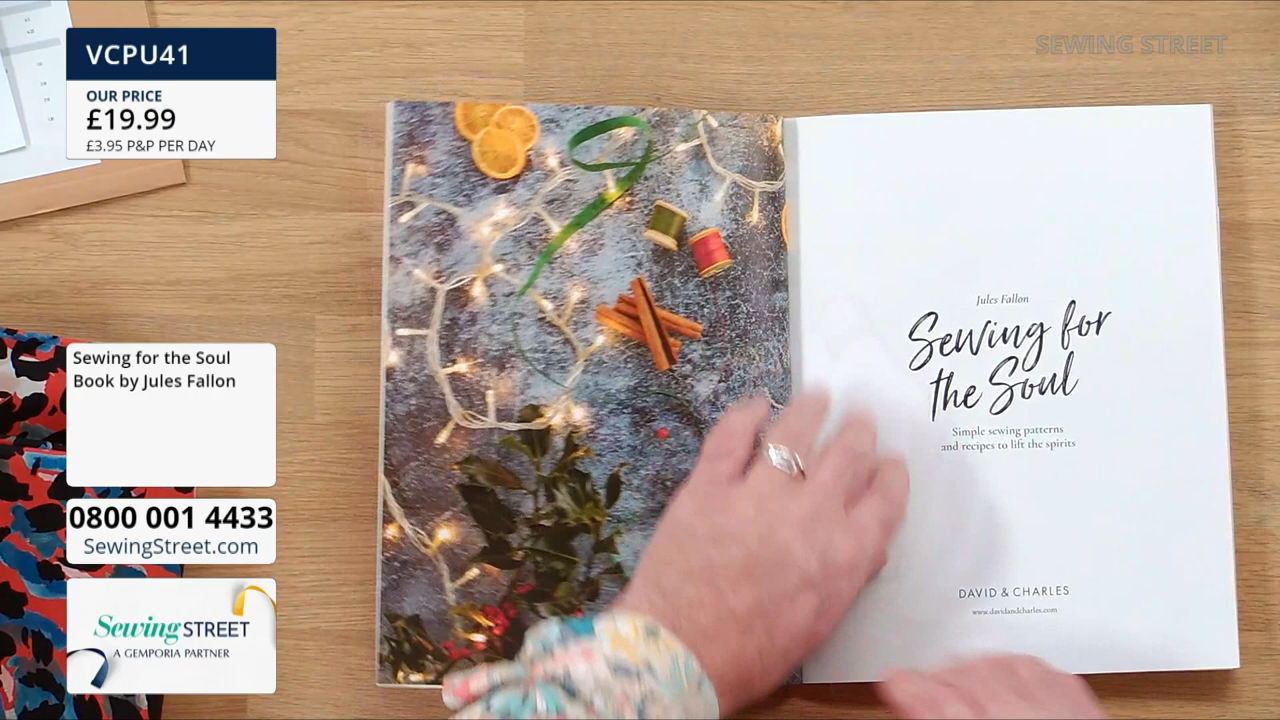 VCPU41
OUR PRICE
£19.99
£3.95 P&P PER DAY
SEWING STREET
Sewing for the Soul
Book by Jules Fallon
0800 001 4433
SewingStreet.com
Sewing STREET
A GEMPORIA PARTNER
Jules Fallon
Sewing for
the Soul
Simple sewing patterns
and recipes to lift the spirits
DAVID & CHARLES
www.davidandcharles.com